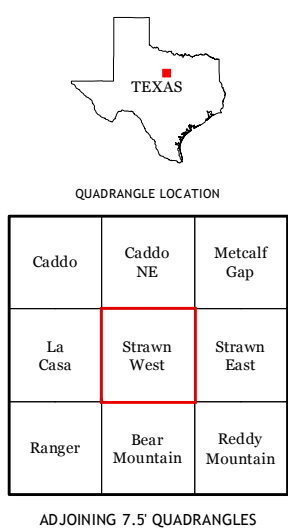 TEXAS
QUADRANGLE LOCATION
Caddo
Caddo
NE
Metcalf
Gap
La
Casa
Strawn
West
Strawn
East
Ranger
Bear
Mountain
Reddy
Mountain
ADJOINING 7.5' QUADRANGLES